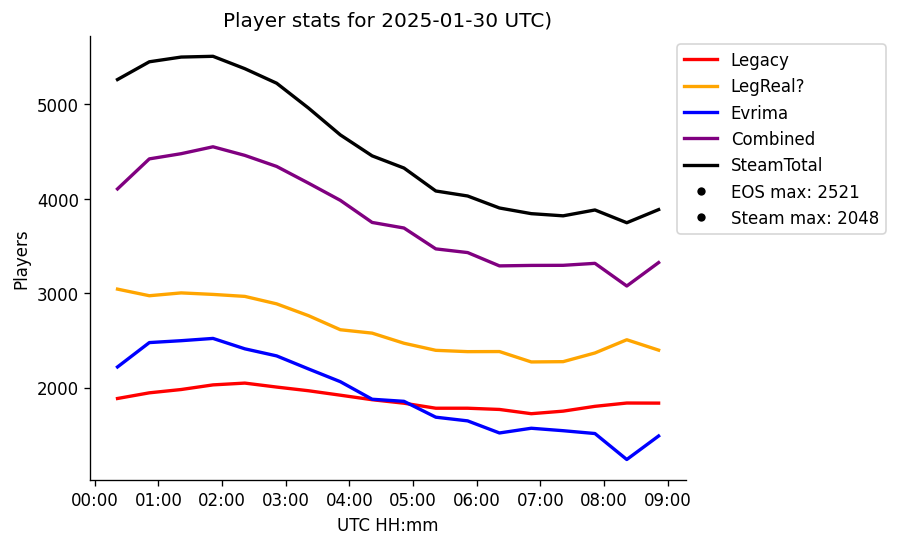 Player stats for 2025-01-30 UTC)
Legacy
LegReal?
Evrima
Combined
SteamTotal
EOS max: 2521
Steam max: 2048
Players
5000
4000
3000
2000
00:00 01:00 02:00 03:00 04:00 05:00 06:00 07:00 08:00 09:00
UTC HH:mm